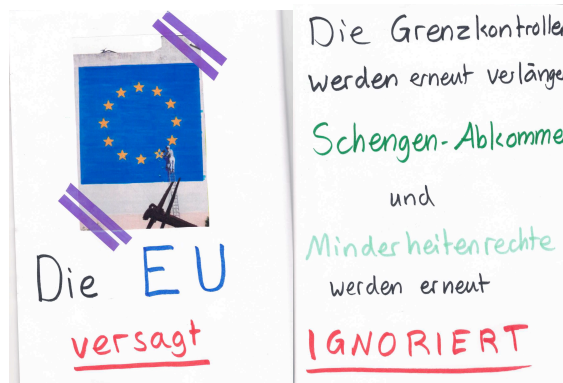 Die EU
versagt
Die Grenzkontrolle
werden erneut verlänge
Schengen-Abkomme
und
Minderheitenrechte
werden erneut
IGNORIERT